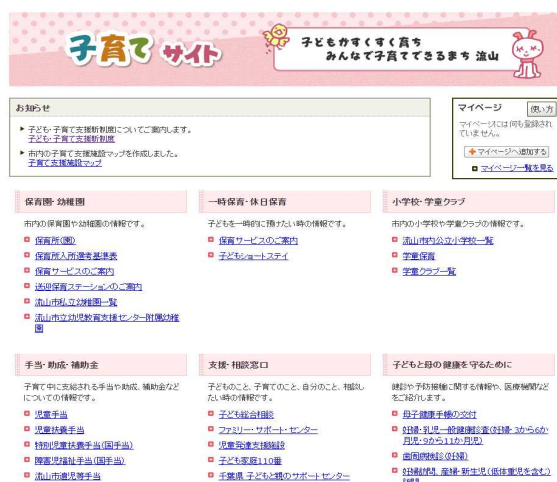 子育てサイト
子どもがすくすく育ち
みんなで子育てできるまち 流山
お知らせ
子ども・子育て支援新制度についてご案内します。
子ども・子育て支援新制度
市内の子育て支援施設マップを作成しました。
子育て支援施設マップ
マイページ
使い方
マイページには何も登録され
ていません。
マイページへ追加する
マイページ一覧を見る
保育園・幼稚園
市内の保育園や幼稚園の情報です。
保育所(園)
保育所入所選考基準表
保育サービスのご案内
送迎保育ステーションのご案内
流山市私立幼稚園一覧
流山市立幼児教育支援センター附属幼稚
園
一時保育・休日保育
子どもを一時的に預けたい時の情報です。
保育サービスのご案内
子どもショートステイ
小学校・学童クラブ
市内の小学校や学童クラブの情報です。
流山市内公立小学校一覧
学童保育
学童クラブ一覧
手当・助成・補助金
子育て中に支給される手当や助成、補助金など
についての情報です。
児童手当
児童扶養手当
特別児童扶養手当(国手当)
障害児福祉手当(国手当)
流山市遺児等手当
支援・相談窓口
子どものこと、子育てのこと、自分のこと、相談し
たい時の情報です。
子ども総合相談
ファミリー・サポート・センター
児童発達支援施設
子ども家庭110番
千葉県 子どもと親のサポートセンター
子どもと母の健康を守るために
健診や予防接種に関する情報や、医療機関など
をご紹介します。
母子健康手帳の交付
妊婦・乳児一般健康診査(妊婦・3から6か
月児・9から11か月児)
歯周病検診(妊婦)
妊婦訪問、産婦・新生児(低体重児を含む)
訪問